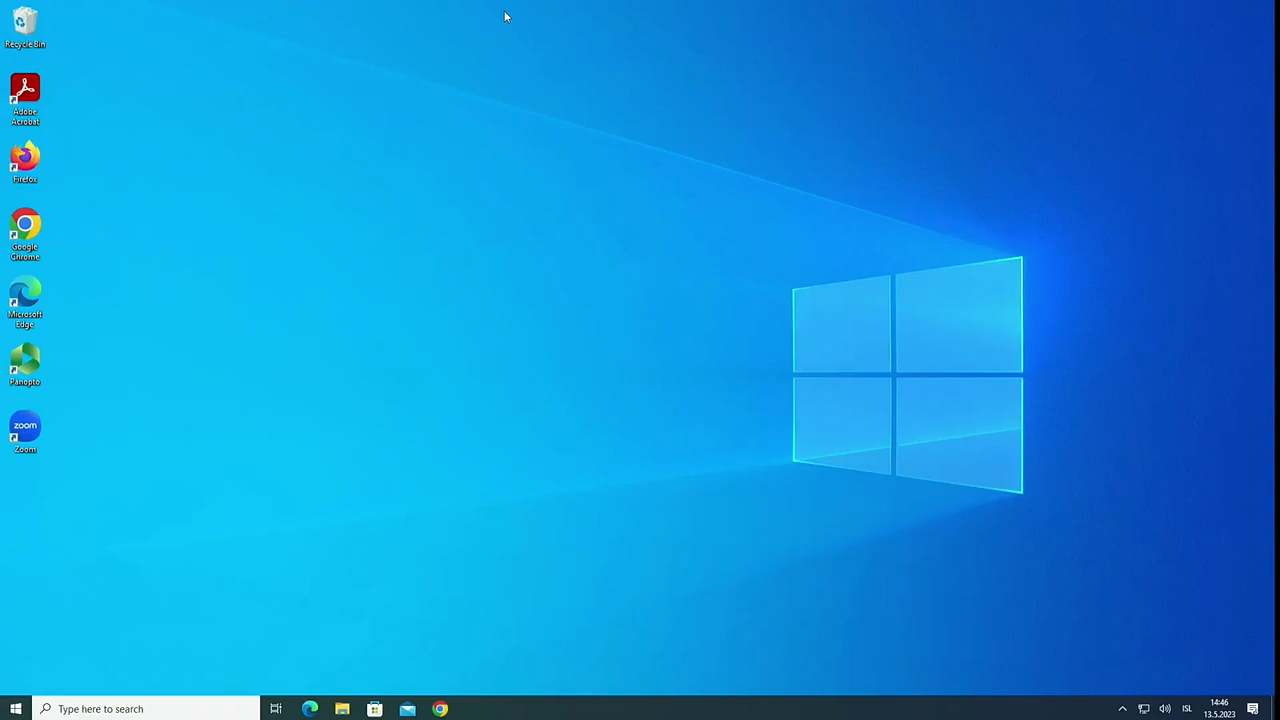 Recycle Bin
Adobe
Acrobat
Firefox
Google
Chrome
Microsoft
Edge
Panopto
zoom
Zoom
Type here to search
ISL
14:46
13.5.2023